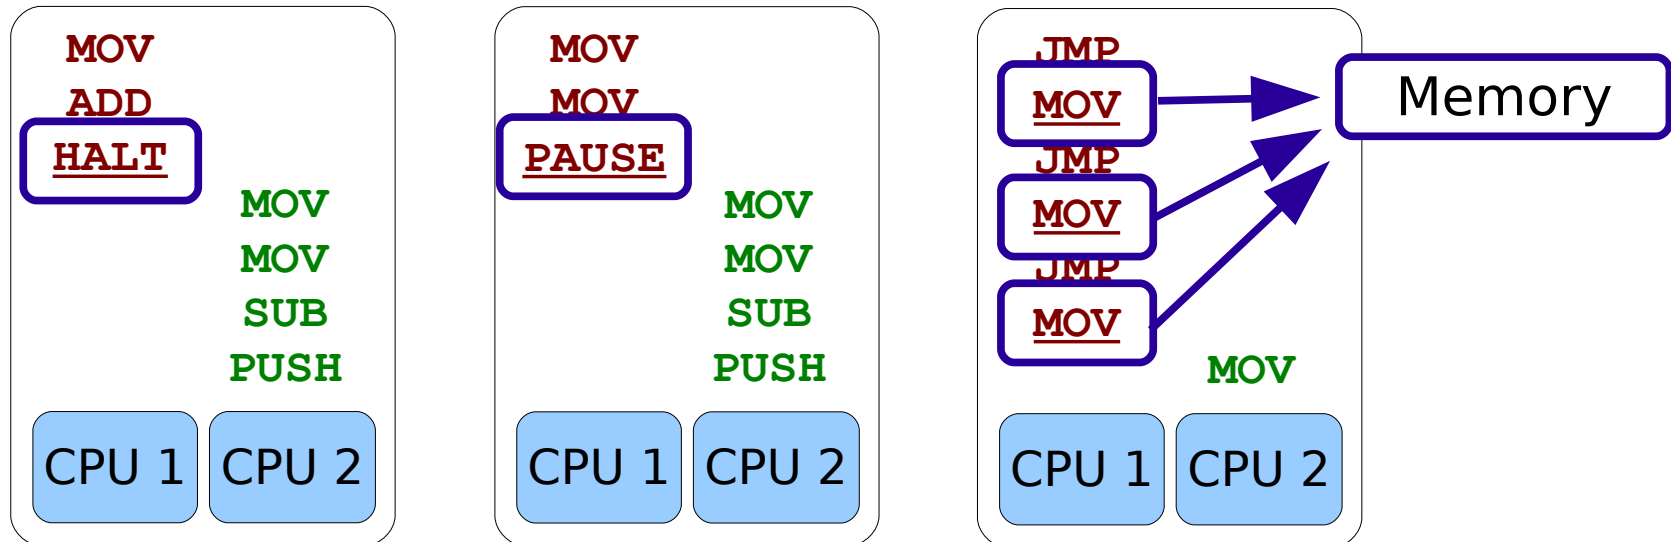 MOV
ADD
HALT
MOV
MOV
SUB
PUSH
CPU 1 CPU 2
MOV
MOV
PAUSE
MOV
MOV
SUB
PUSH
CPU 1 CPU 2
JMP
MOV
JMP
MOV
JMP
MOV
MOV
CPU 1 CPU 2
Memory